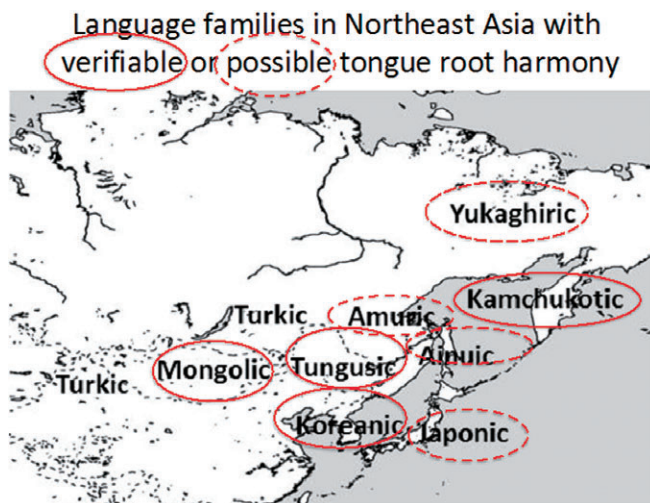 Language families in Northeast Asia with
verifiable or possible tongue root harmony
Yukaghiric
Kamchukotic
Turkic
Amuric
Ainuic
Mongolic
Tungusic
Turkic
Koreanic
Japonic